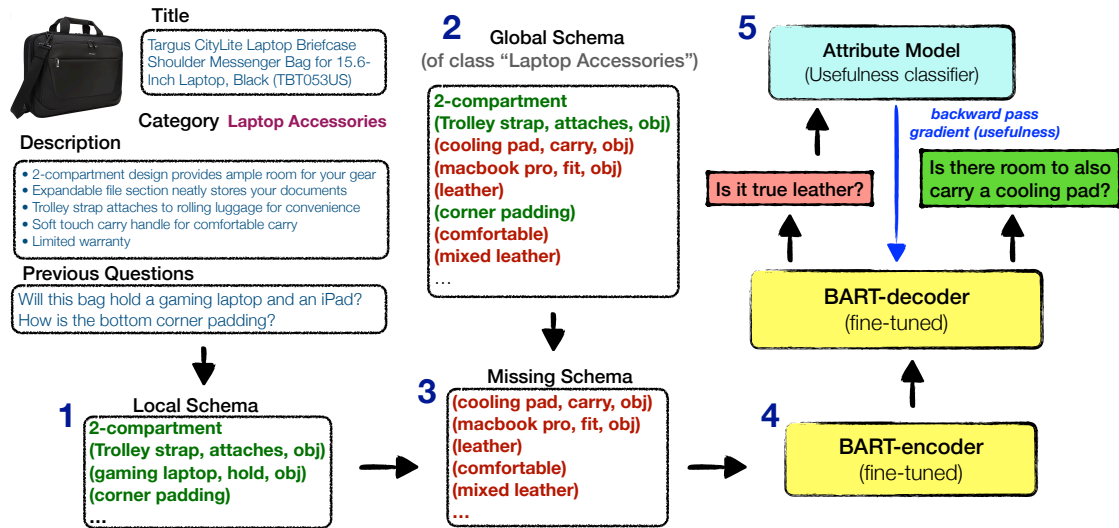 Title
Targus CityLite Laptop Briefcase
Shoulder Messenger Bag for 15.6-
Inch Laptop, Black (TBT053US)
Category Laptop Accessories
Description
• 2-compartment design provides ample room for your gear
• Expandable file section neatly stores your documents
• Trolley strap attaches to rolling luggage for convenience
• Soft touch carry handle for comfortable carry
• Limited warranty
Previous Questions
Will this bag hold a gaming laptop and an iPad?
How is the bottom corner padding?
1
Local Schema
2-compartment
(Trolley strap, attaches, obj)
(gaming laptop, hold, obj)
(corner padding)
...
2
Global Schema
(of class “Laptop Accessories”)
2-compartment
(Trolley strap, attaches, obj)
(cooling pad, carry, obj)
(macbook pro, fit, obj)
(leather)
(corner padding)
(comfortable)
(mixed leather)
...
3
Missing Schema
(cooling pad, carry, obj)
(macbook pro, fit, obj)
(leather)
(comfortable)
(mixed leather)
...
4
BART-encoder
(fine-tuned)
BART-decoder
(fine-tuned)
5
Attribute Model
(Usefulness classifier)
backward pass
gradient (usefulness)
Is it true leather?
Is there room to also
carry a cooling pad?